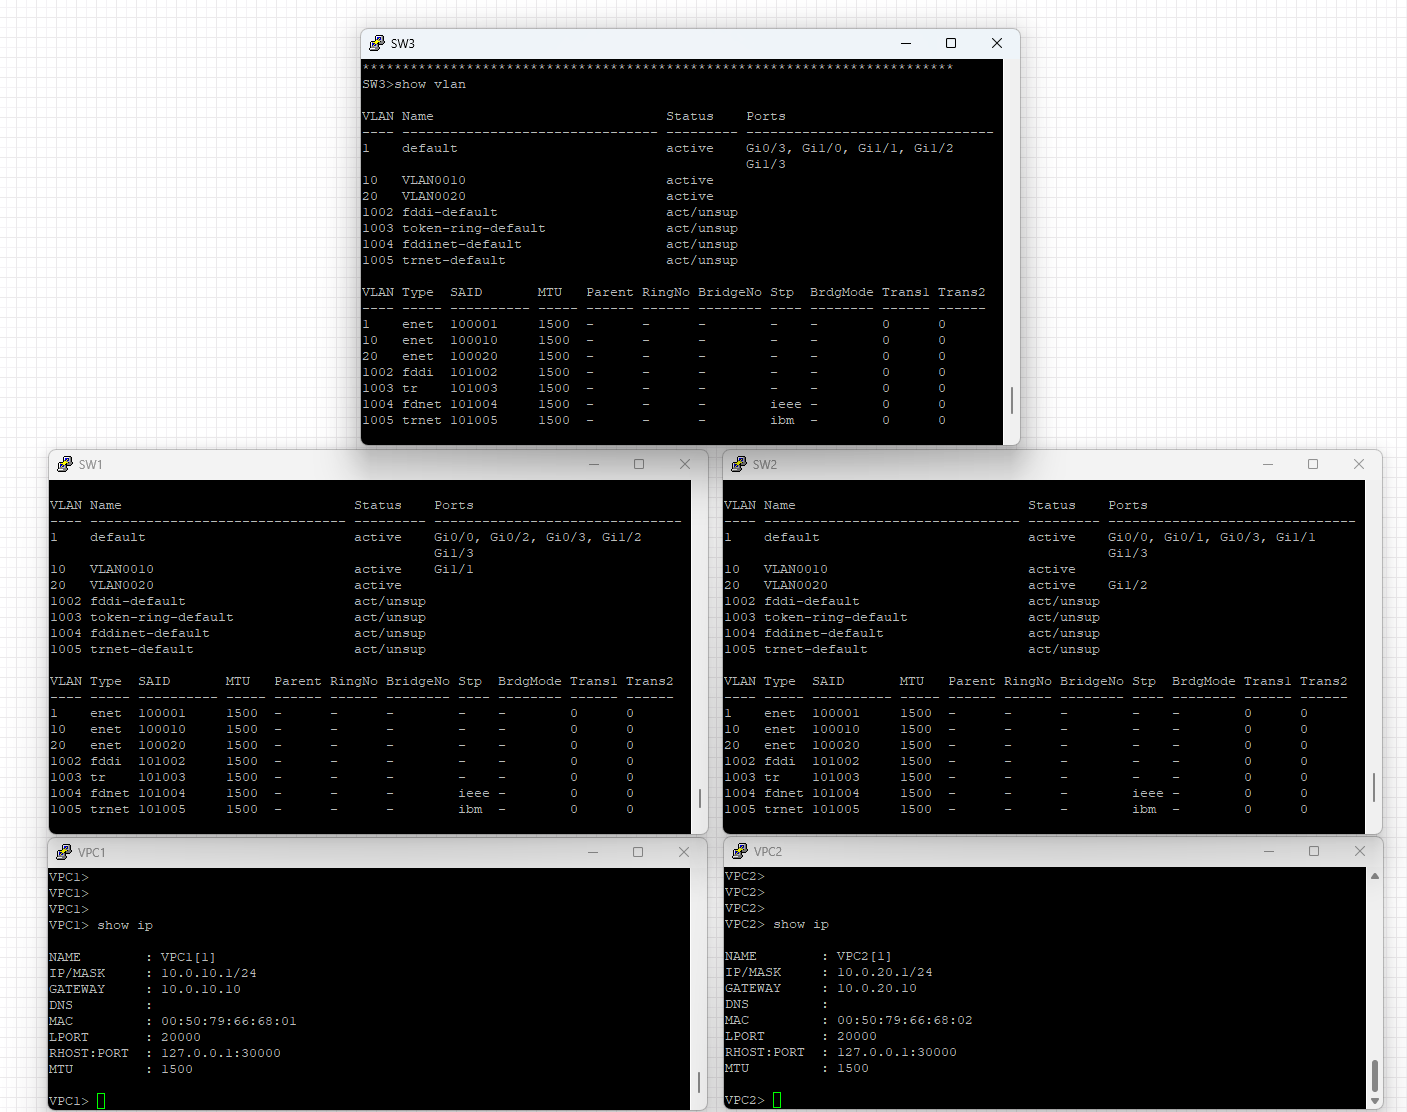 SW3
**************************************************************************
SW3>show vlan
VLAN Name                             Status    Ports
---- -------------------------------- --------- -------------------------------
1    default                          active    Gi0/3, Gi1/0, Gi1/1, Gi1/2
                                                Gi1/3
10   VLAN0010                         active
20   VLAN0020                         active
1002 fddi-default                     act/unsup
1003 token-ring-default               act/unsup
1004 fddinet-default                  act/unsup
1005 trnet-default                    act/unsup
VLAN Type  SAID       MTU   Parent RingNo BridgeNo Stp  BrdgMode Trans1 Trans2
---- ----- ---------- ----- ------ ------ -------- ---- -------- ------ ------
1    enet  100001     1500  -      -      -        -    -        0      0
10   enet  100010     1500  -      -      -        -    -        0      0
20   enet  100020     1500  -      -      -        -    -        0      0
1002 fddi  101002     1500  -      -      -        -    -        0      0
1003 tr    101003     1500  -      -      -        -    -        0      0
1004 fdnet 101004     1500  -      -      -        ieee -        0      0
1005 trnet 101005     1500  -      -      -        ibm  -        0      0
SW1
VLAN Name                             Status    Ports
---- -------------------------------- --------- -------------------------------
1    default                          active    Gi0/0, Gi0/2, Gi0/3, Gi1/2
                                                Gi1/3
10   VLAN0010                         active    Gi1/1
20   VLAN0020                         active
1002 fddi-default                     act/unsup
1003 token-ring-default               act/unsup
1004 fddinet-default                  act/unsup
1005 trnet-default                    act/unsup
VLAN Type  SAID       MTU   Parent RingNo BridgeNo Stp  BrdgMode Trans1 Trans2
---- ----- ---------- ----- ------ ------ -------- ---- -------- ------ ------
1    enet  100001     1500  -      -      -        -    -        0      0
10   enet  100010     1500  -      -      -        -    -        0      0
20   enet  100020     1500  -      -      -        -    -        0      0
1002 fddi  101002     1500  -      -      -        -    -        0      0
1003 tr    101003     1500  -      -      -        -    -        0      0
1004 fdnet 101004     1500  -      -      -        ieee -        0      0
1005 trnet 101005     1500  -      -      -        ibm  -        0      0
SW2
VLAN Name                             Status    Ports
---- -------------------------------- --------- -------------------------------
1    default                          active    Gi0/0, Gi0/1, Gi0/3, Gi1/1
                                                Gi1/3
10   VLAN0010                         active
20   VLAN0020                         active    Gi1/2
1002 fddi-default                     act/unsup
1003 token-ring-default               act/unsup
1004 fddinet-default                  act/unsup
1005 trnet-default                    act/unsup
VLAN Type  SAID       MTU   Parent RingNo BridgeNo Stp  BrdgMode Trans1 Trans2
---- ----- ---------- ----- ------ ------ -------- ---- -------- ------ ------
1    enet  100001     1500  -      -      -        -    -        0      0
10   enet  100010     1500  -      -      -        -    -        0      0
20   enet  100020     1500  -      -      -        -    -        0      0
1002 fddi  101002     1500  -      -      -        -    -        0      0
1003 tr    101003     1500  -      -      -        -    -        0      0
1004 fdnet 101004     1500  -      -      -        ieee -        0      0
1005 trnet 101005     1500  -      -      -        ibm  -        0      0
VPC1
VPC1>
VPC1>
VPC1>
VPC1> show ip
NAME        : VPC1[1]
IP/MASK     : 10.0.10.1/24
GATEWAY     : 10.0.10.10
DNS         :
MAC         : 00:50:79:66:68:01
LPORT       : 20000
RHOST:PORT  : 127.0.0.1:30000
MTU         : 1500
VPC1>
VPC2
VPC2>
VPC2>
VPC2>
VPC2> show ip
NAME        : VPC2[1]
IP/MASK     : 10.0.20.1/24
GATEWAY     : 10.0.20.10
DNS         :
MAC         : 00:50:79:66:68:02
LPORT       : 20000
RHOST:PORT  : 127.0.0.1:30000
MTU         : 1500
VPC2>